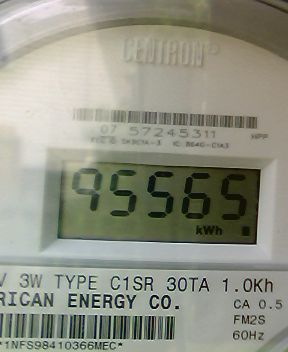 CENTRON
07 57245311
HPP
95565
kWh
V 3W TYPE C1SR 30TA 1.0Kh
RICAN ENERGY CO.
CA 0.5
FM2S
60Hz
*1NFS98410366MEC*